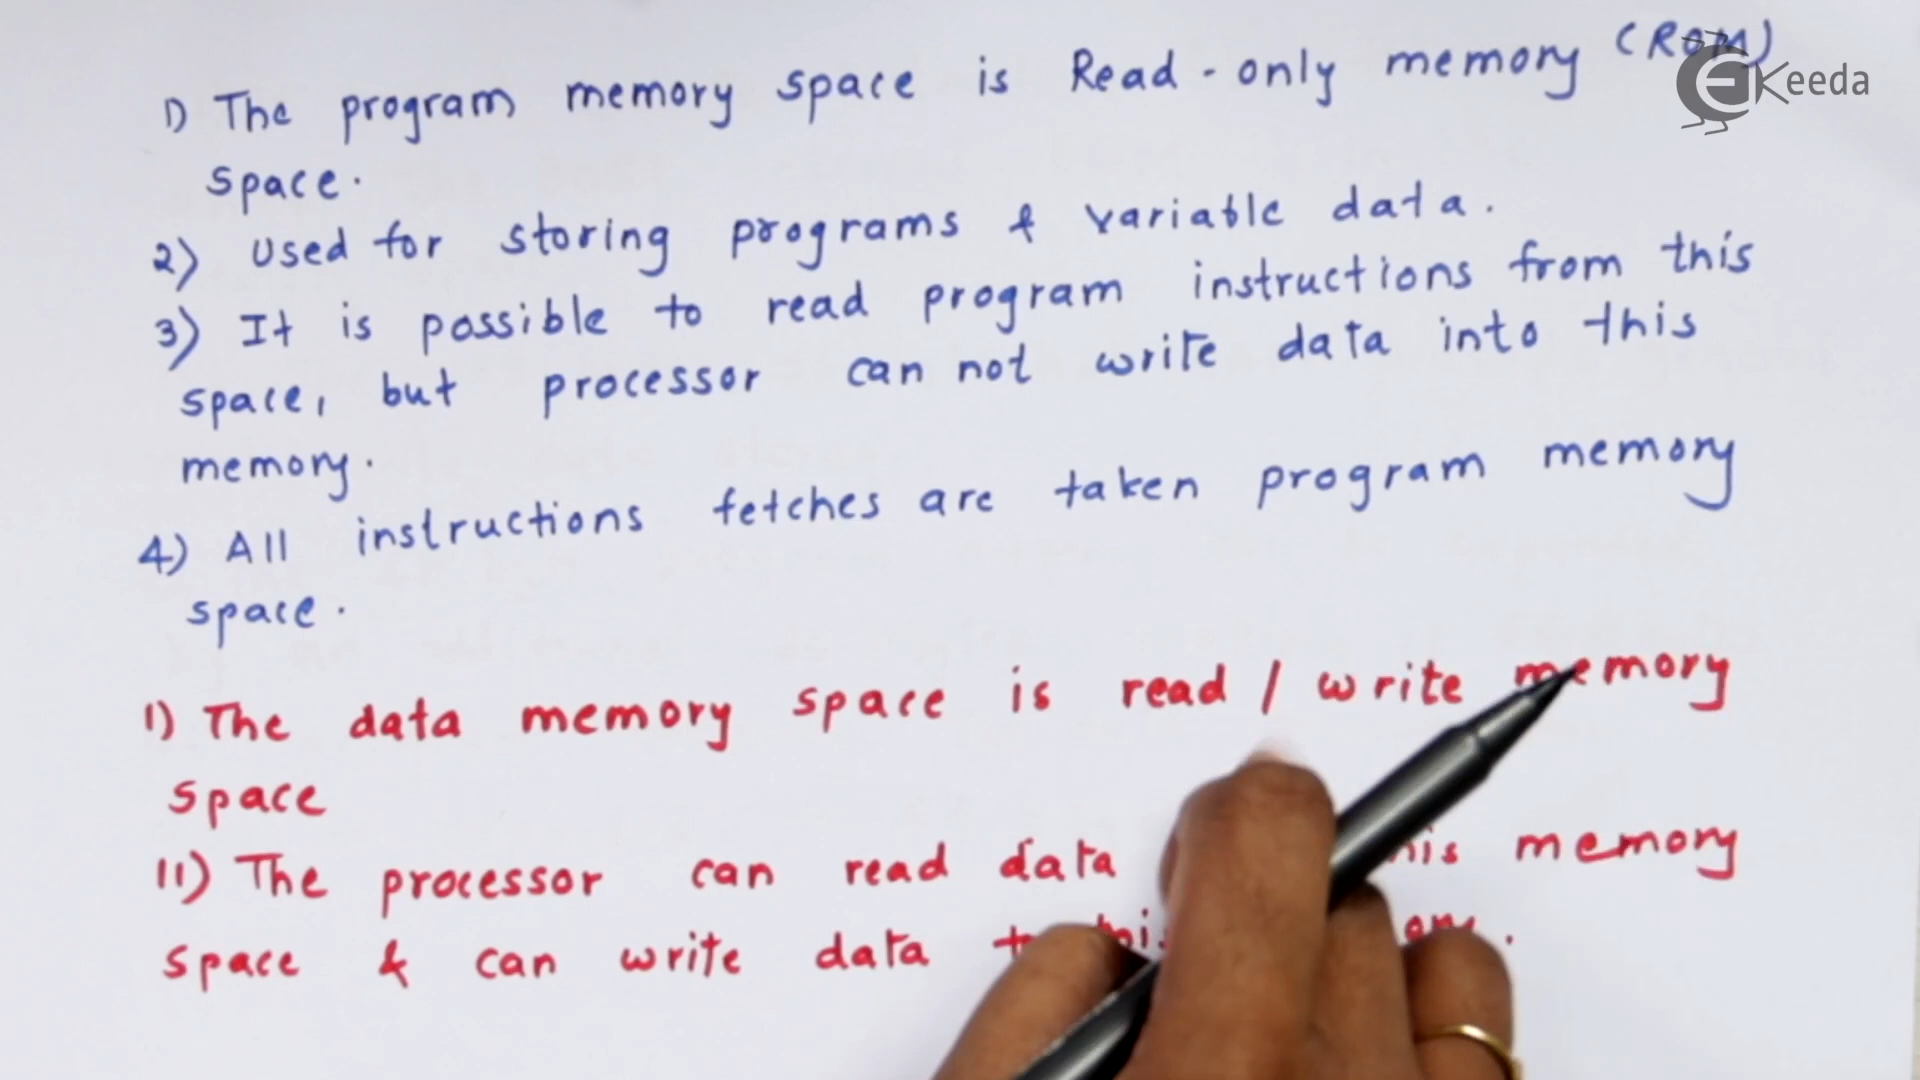 1) The program memory space is Read-only memory (ROM)
EKeeda
space.
2) Used for storing programs & variable data.
3) It is possible to read program instructions from this
space, but processor can not write data into this
memory.
4) All instructions fetches are taken program memory
space.
1) The data memory space is read / write memory
space
11) The processor can read data memory
space & can write data